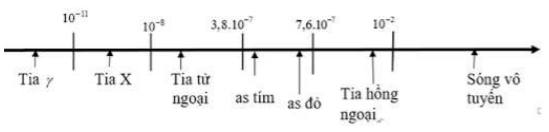 10⁻¹¹ 10⁻⁸ 3,8.10⁻⁷ 7,6.10⁻⁷ 10⁻²
Tia γ Tia X Tia tử ngoại as tím as đỏ Tia hồng ngoại Sóng vô tuyến